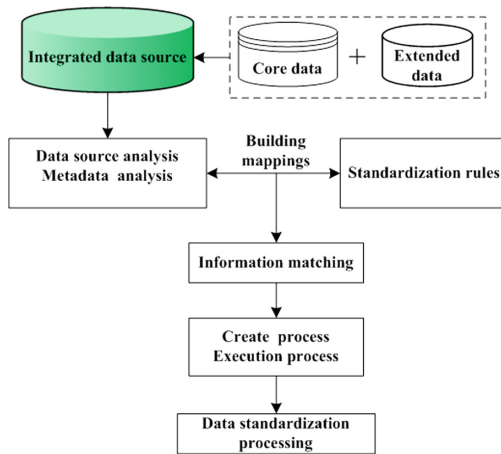 Integrated data source
Core data
+
Extended
data
Data source analysis
Metadata analysis
Building
mappings
Standardization rules
Information matching
Create process
Execution process
Data standardization
processing